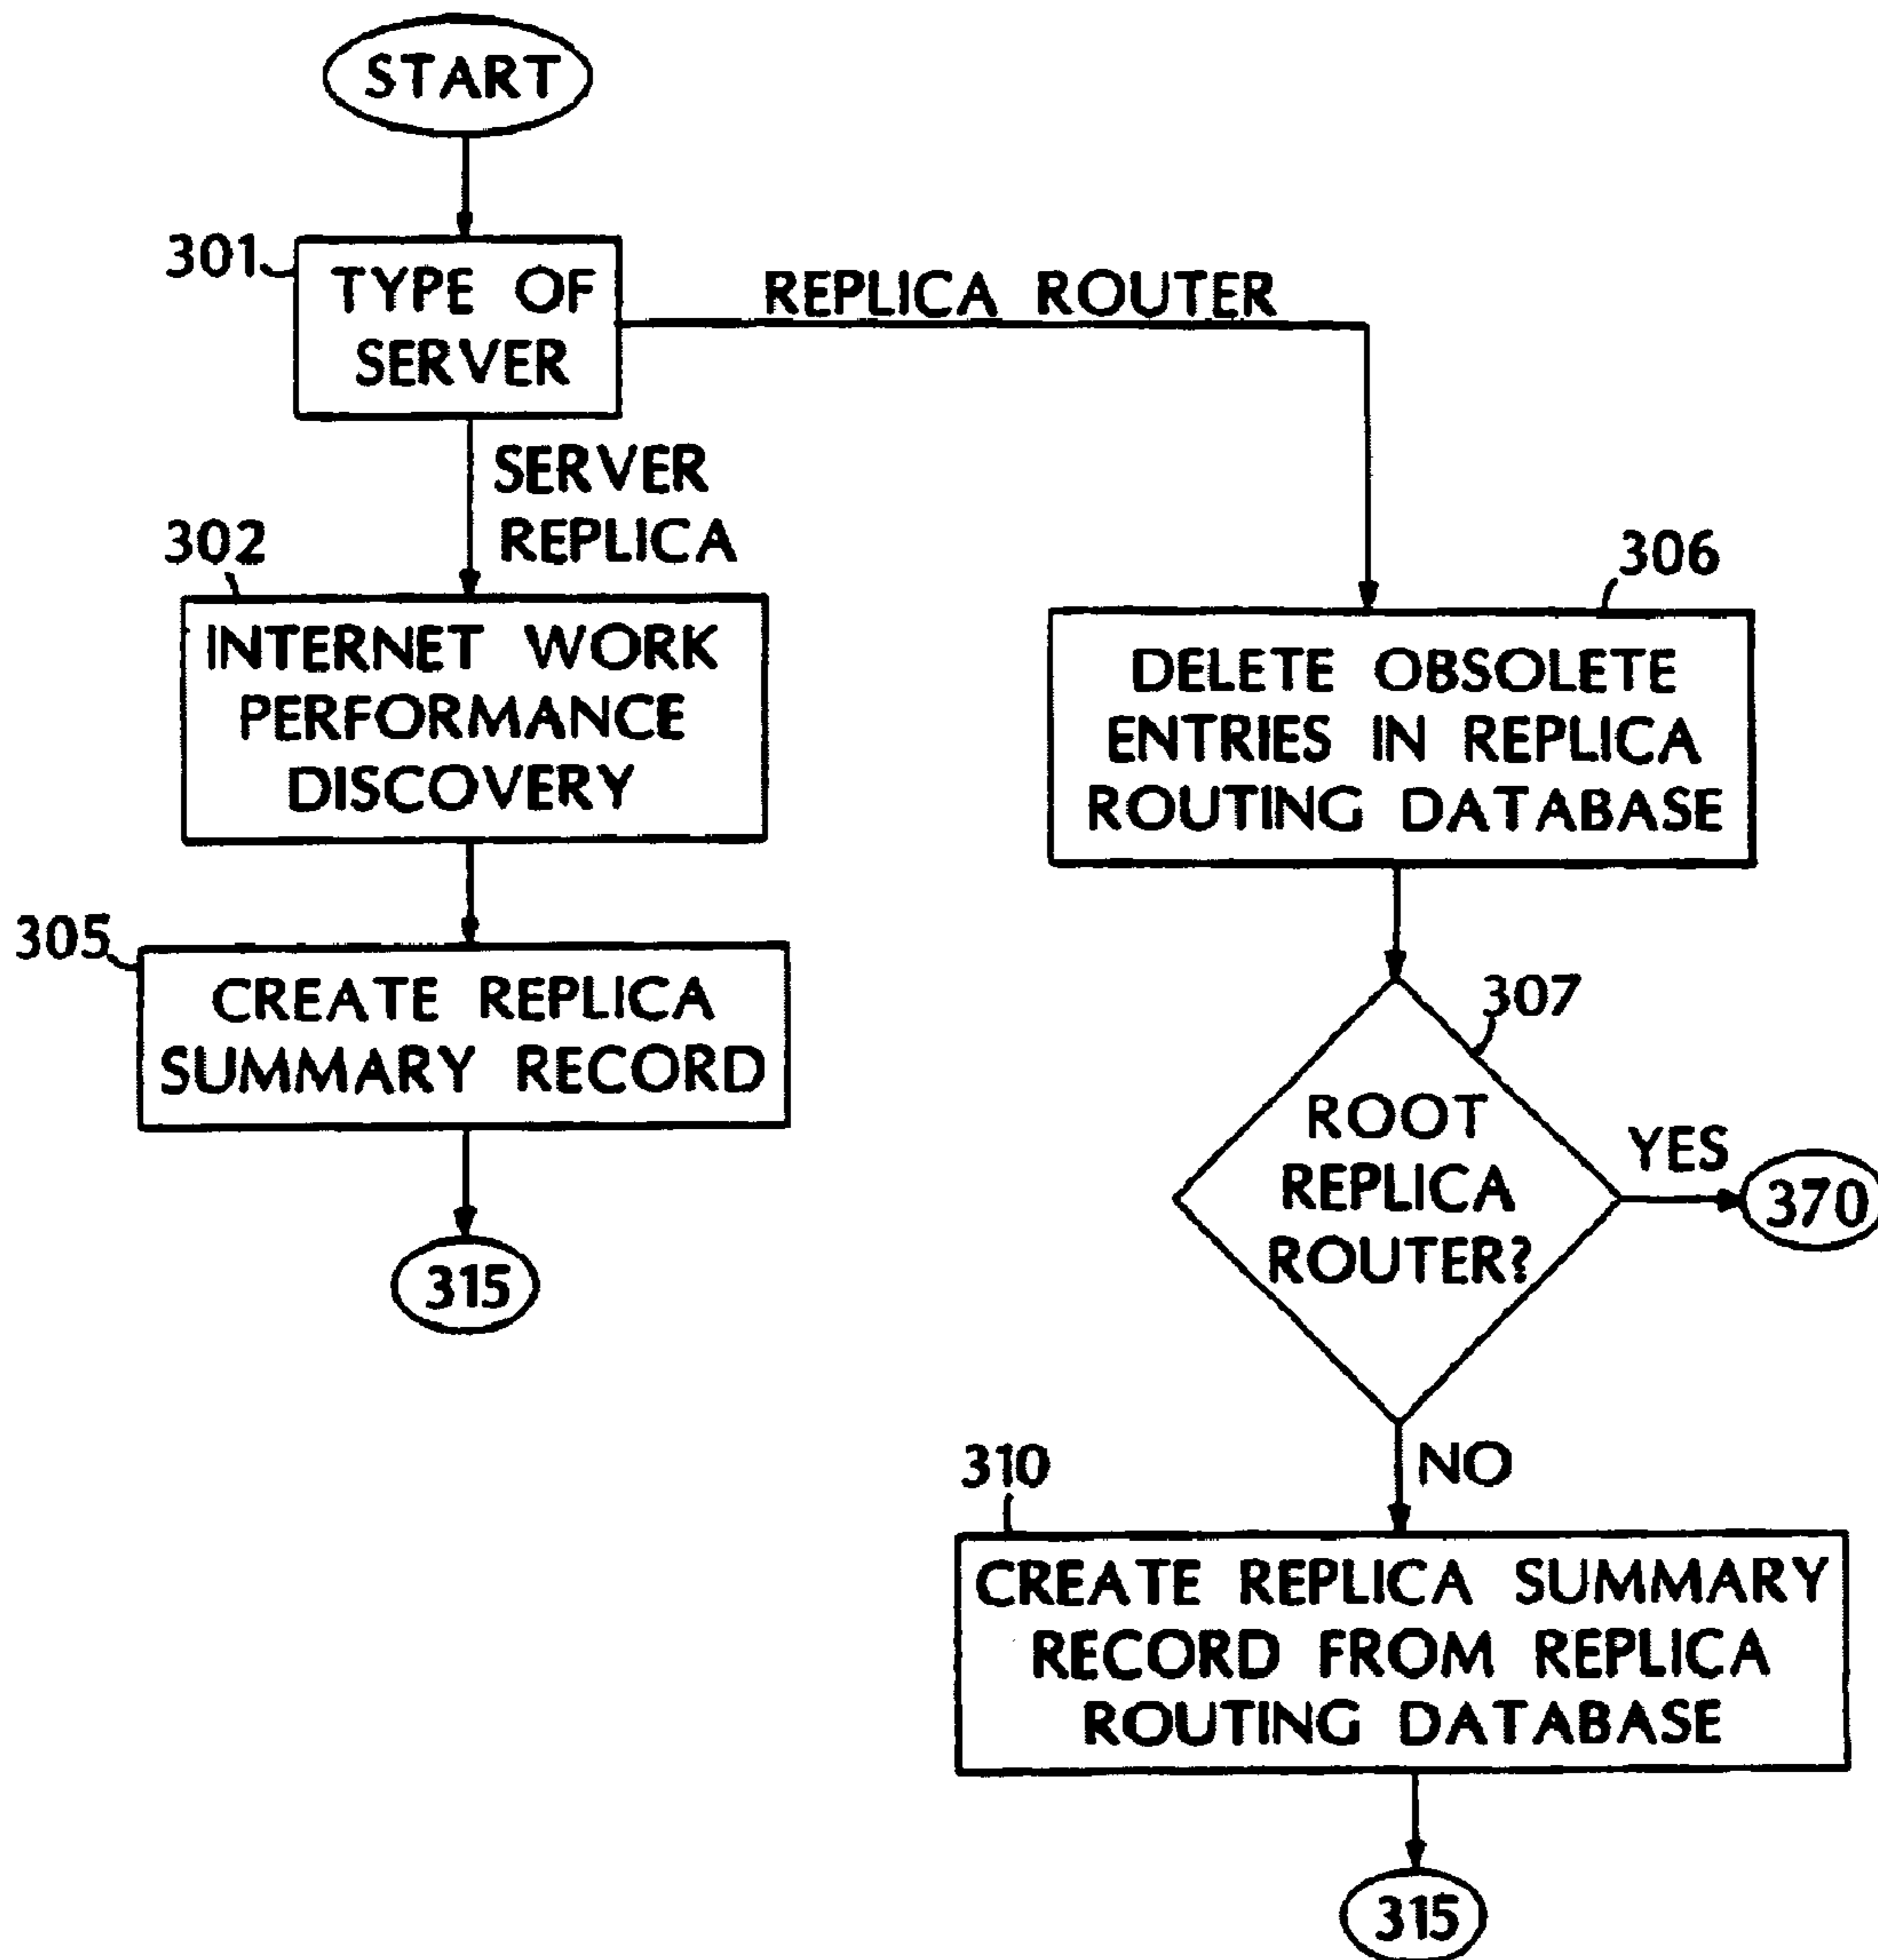 START
301
TYPE OF
SERVER
REPLICA ROUTER
SERVER
REPLICA
302
INTERNET WORK
PERFORMANCE
DISCOVERY
306
DELETE OBSOLETE
ENTRIES IN REPLICA
ROUTING DATABASE
305
CREATE REPLICA
SUMMARY RECORD
315
307
ROOT
REPLICA
ROUTER?
YES
370
NO
310
CREATE REPLICA SUMMARY
RECORD FROM REPLICA
ROUTING DATABASE
315